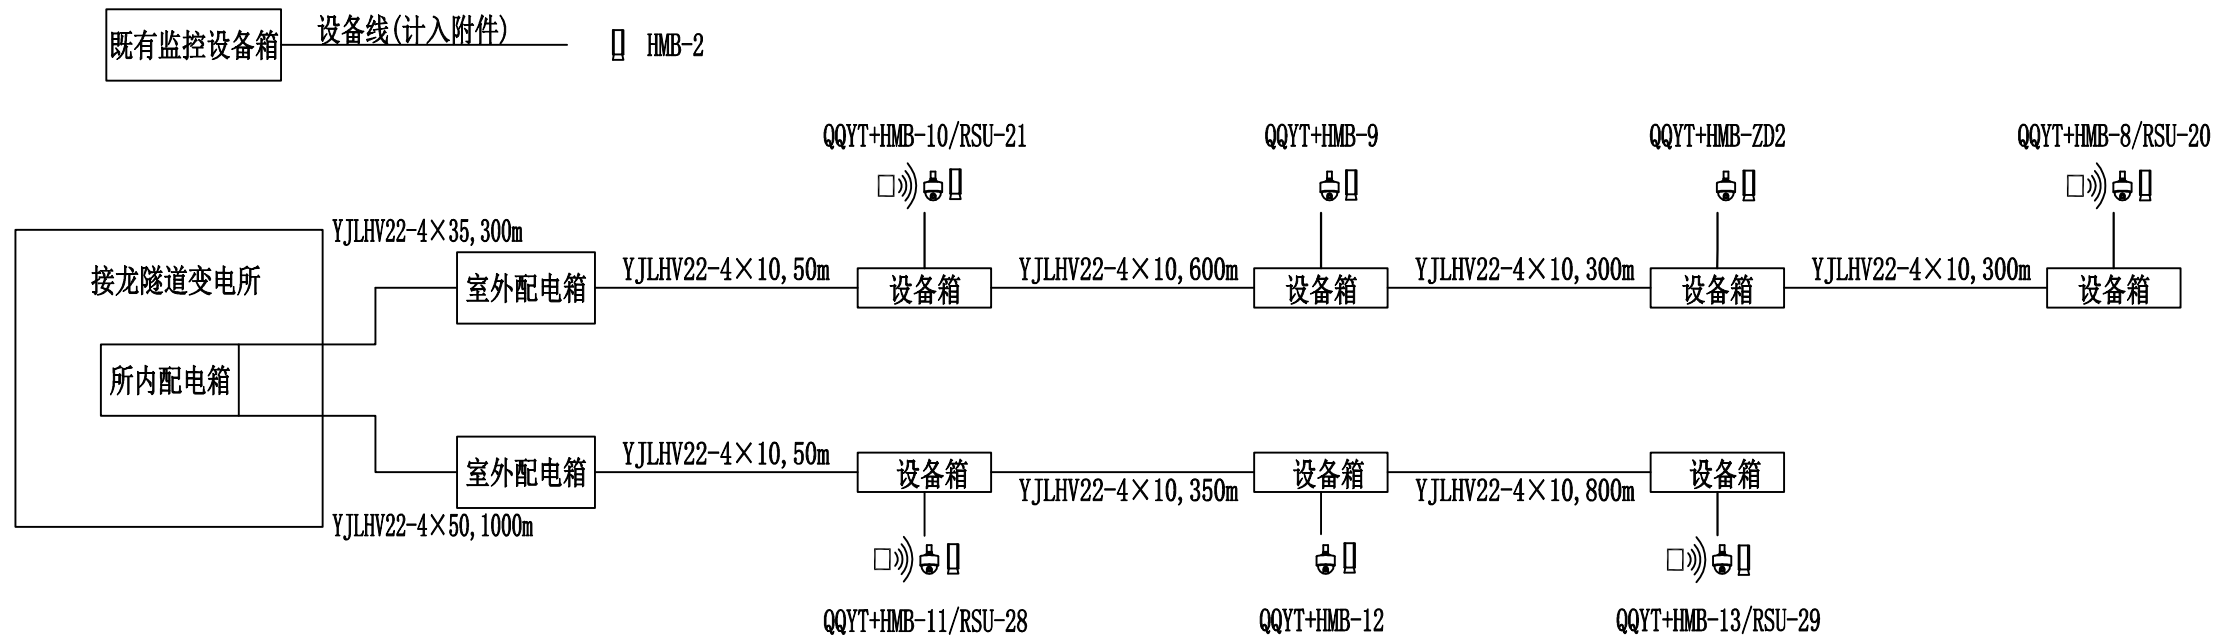 既有监控设备箱
设备线(计入附件)
HMB-2
QQYT+HMB-10/RSU-21
QQYT+HMB-9
QQYT+HMB-ZD2
QQYT+HMB-8/RSU-20
YJLHV22-4×35,300m
接龙隧道变电所
室外配电箱
YJLHV22-4×10,50m
设备箱
YJLHV22-4×10,600m
设备箱
YJLHV22-4×10,300m
设备箱
YJLHV22-4×10,300m
设备箱
所内配电箱
室外配电箱
YJLHV22-4×10,50m
设备箱
YJLHV22-4×10,350m
设备箱
YJLHV22-4×10,800m
设备箱
YJLHV22-4×50,1000m
QQYT+HMB-11/RSU-28
QQYT+HMB-12
QQYT+HMB-13/RSU-29